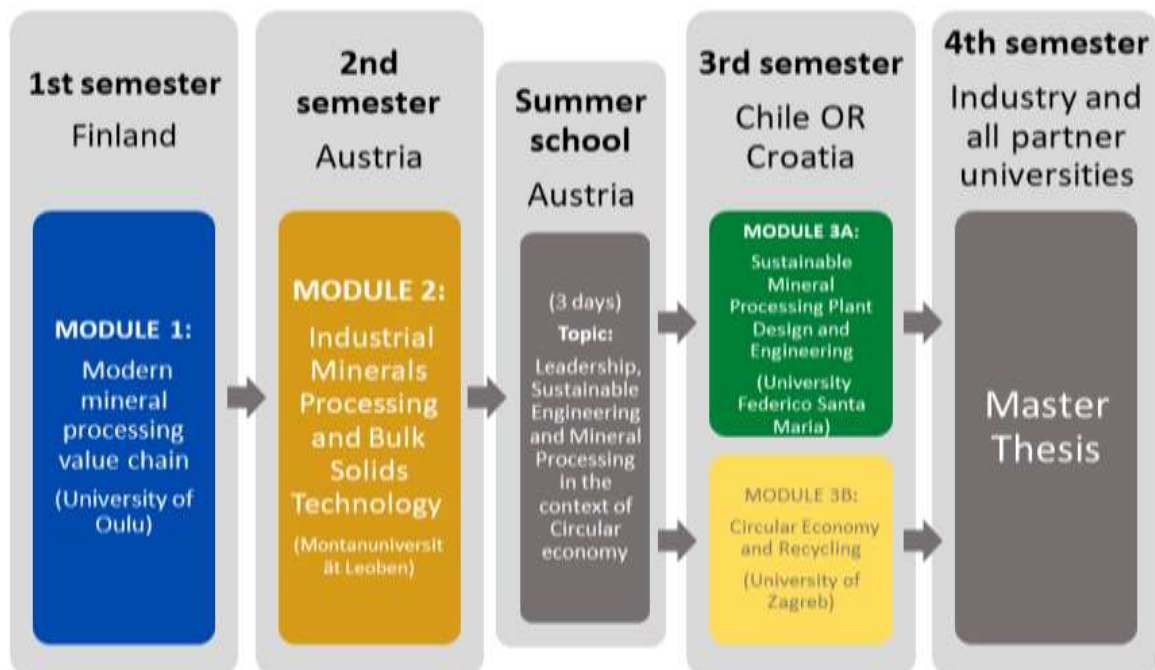 1st semester
Finland
MODULE 1:
Modern
mineral
processing
value chain
(University of
Oulu)
2nd
semester
Austria
MODULE 2:
Industrial
Minerals
Processing
and Bulk
Solids
Technology
(Montanuniversit
ät Leoben)
Summer
school
Austria
(3 days)
Topic:
Leadership,
Sustainable
Engineering
and Mineral
Processing
in the
context of
Circular
economy
3rd semester
Chile OR
Croatia
MODULE 3A:
Sustainable
Mineral
Processing Plant
Design and
Engineering
(University
Federico Santa
Maria)
MODULE 3B:
Circular Economy
and Recycling
(University of
Zagreb)
4th semester
Industry and
all partner
universities
Master
Thesis